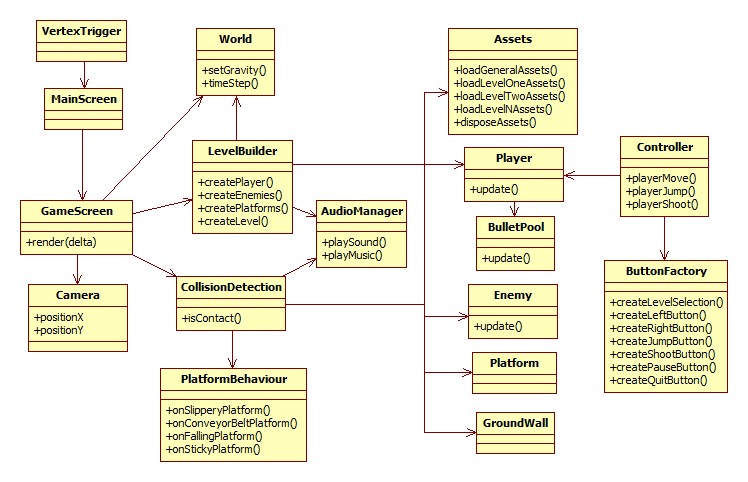 VertexTrigger
MainScreen
GameScreen
+render(delta)
Camera
+positionX
+positionY
World
+setGravity()
+timeStep()
LevelBuilder
+createPlayer()
+createEnemies()
+createPlatforms()
+createLevel()
AudioManager
+playSound()
+playMusic()
CollisionDetection
+isContact()
PlatformBehaviour
+onSlipperyPlatform()
+onConveyorBeltPlatform()
+onFallingPlatform()
+onStickyPlatform()
Assets
+loadGeneralAssets()
+loadLevelOneAssets()
+loadLevelTwoAssets()
+loadLevelNAssets()
+disposeAssets()
Player
+update()
BulletPool
+update()
Enemy
+update()
Platform
GroundWall
Controller
+playerMove()
+playerJump()
+playerShoot()
ButtonFactory
+createLevelSelection()
+createLeftButton()
+createRightButton()
+createJumpButton()
+createShootButton()
+createPauseButton()
+createQuitButton()